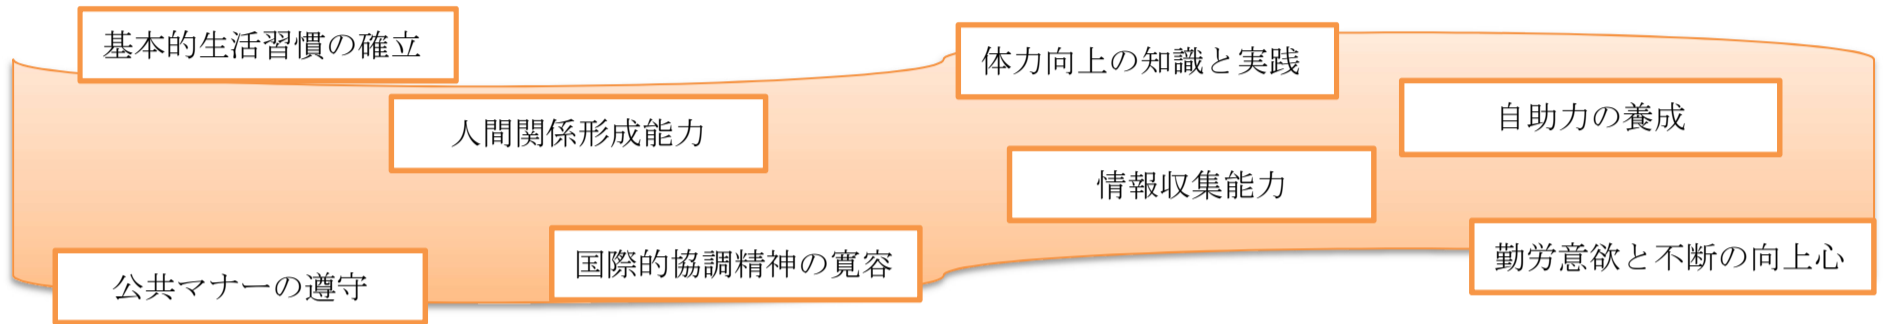 基本的生活習慣の確立
体力向上の知識と実践
人間関係形成能力
自助力の養成
情報収集能力
国際的協調精神の寛容
勤労意欲と不断の向上心
公共マナーの遵守